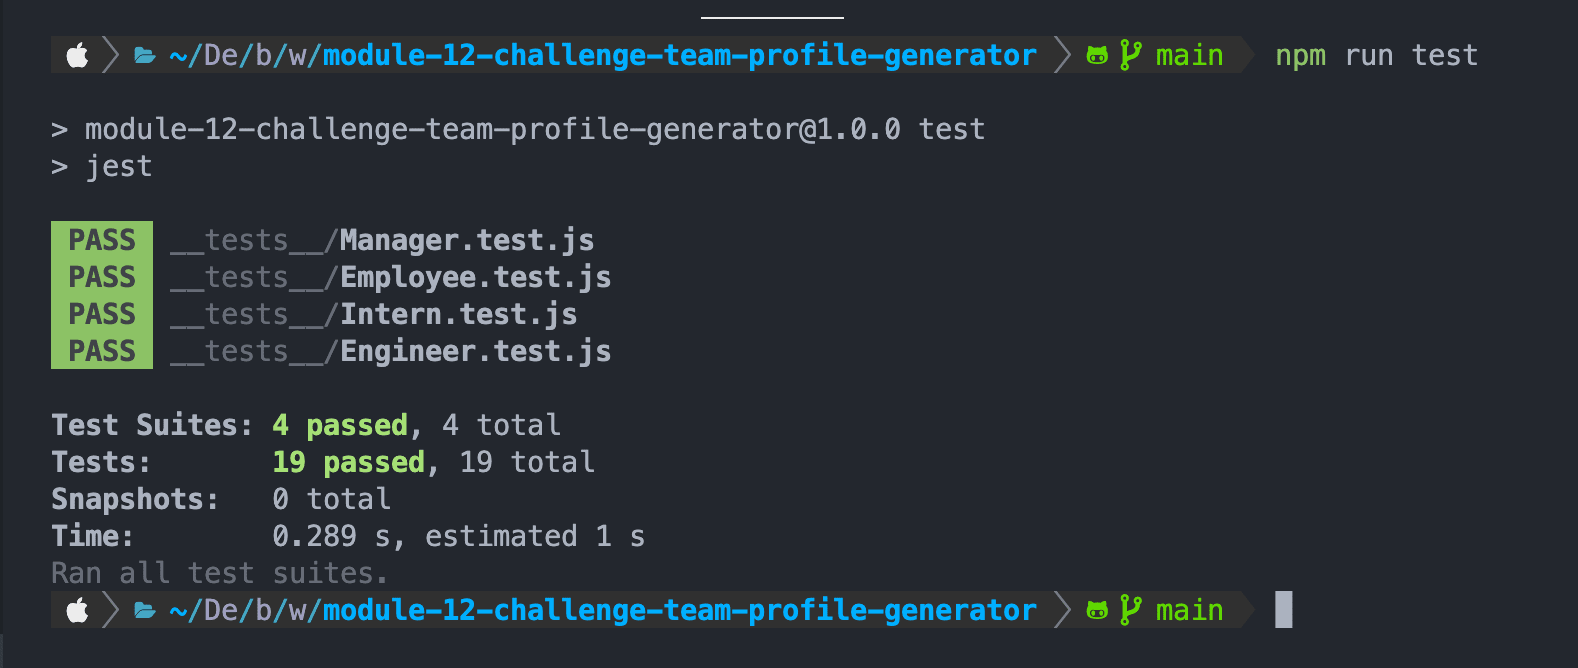 ~/De/b/w/module-12-challenge-team-profile-generator main npm run test
> module-12-challenge-team-profile-generator@1.0.0 test
> jest
PASS __tests__/Manager.test.js
PASS __tests__/Employee.test.js
PASS __tests__/Intern.test.js
PASS __tests__/Engineer.test.js
Test Suites: 4 passed, 4 total
Tests: 19 passed, 19 total
Snapshots: 0 total
Time: 0.289 s, estimated 1 s
Ran all test suites.
~/De/b/w/module-12-challenge-team-profile-generator main